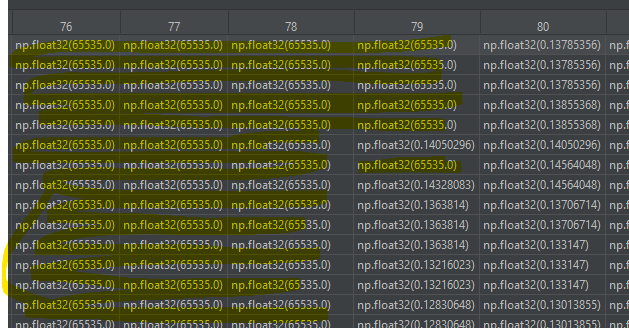 76 77 78 79 80
np.float32(65535.0) np.float32(65535.0) np.float32(65535.0) np.float32(65535.0) np.float32(0.13785356) np.f
np.float32(65535.0) np.float32(65535.0) np.float32(65535.0) np.float32(65535.0) np.float32(0.13785356) np.f
np.float32(65535.0) np.float32(65535.0) np.float32(65535.0) np.float32(65535.0) np.float32(0.13785356) np.f
np.float32(65535.0) np.float32(65535.0) np.float32(65535.0) np.float32(65535.0) np.float32(0.13855368) np.f
np.float32(65535.0) np.float32(65535.0) np.float32(65535.0) np.float32(65535.0) np.float32(0.13855368) np.f
np.float32(65535.0) np.float32(65535.0) np.float32(65535.0) np.float32(0.14050296) np.float32(0.14050296) np.f
np.float32(65535.0) np.float32(65535.0) np.float32(65535.0) np.float32(65535.0) np.float32(0.14564048) np.f
np.float32(65535.0) np.float32(65535.0) np.float32(65535.0) np.float32(0.14328083) np.float32(0.14564048) np.f
np.float32(65535.0) np.float32(65535.0) np.float32(65535.0) np.float32(0.1363814) np.float32(0.13706714) np.f
np.float32(65535.0) np.float32(65535.0) np.float32(65535.0) np.float32(0.1363814) np.float32(0.13706714) np.f
np.float32(65535.0) np.float32(65535.0) np.float32(65535.0) np.float32(0.1363814) np.float32(0.133147) np.f
np.float32(65535.0) np.float32(65535.0) np.float32(65535.0) np.float32(0.13216023) np.float32(0.133147) np.f
np.float32(65535.0) np.float32(65535.0) np.float32(65535.0) np.float32(0.13216023) np.float32(0.133147) np.f
np.float32(65535.0) np.float32(65535.0) np.float32(65535.0) np.float32(0.12830648) np.float32(0.13013855) np.f